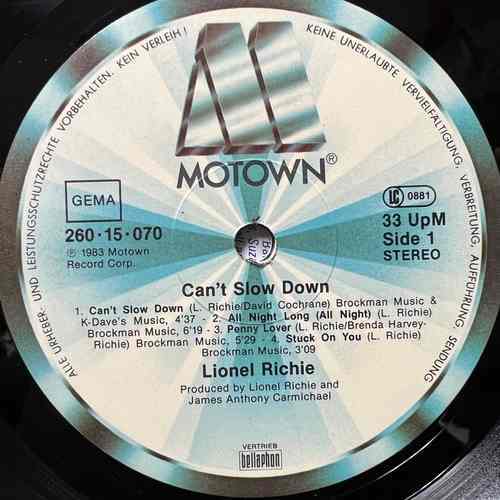 ALLE URHEBER UND LEISTUNGSSCHUTZRECHTE VORBEHALTEN. KEIN VERLEIH! KEINE UNERLAUBTE VERVIELFÄLTIGUNG, VERBREITUNG, AUFFÜHRUNG, SENDUNG
MOTOWN®
GEMA
LC 0881
260·15·070
33 UpM
℗ 1983 Motown
Record Corp.
Side 1
STEREO
Can't Slow Down
1. Can't Slow Down (L. Richie/David Cochrane) Brockman Music &
K-Dave's Music, 4'37 - 2. All Night Long (All Night) (L. Richie)
Brockman Music, 6'19 - 3. Penny Lover (L. Richie/Brenda Harvey-
Richie) Brockman Music, 5'29 - 4. Stuck On You (L. Richie)
Brockman Music, 3'09
Lionel Richie
Produced by Lionel Richie and
James Anthony Carmichael
VERTRIEB
bellaphon